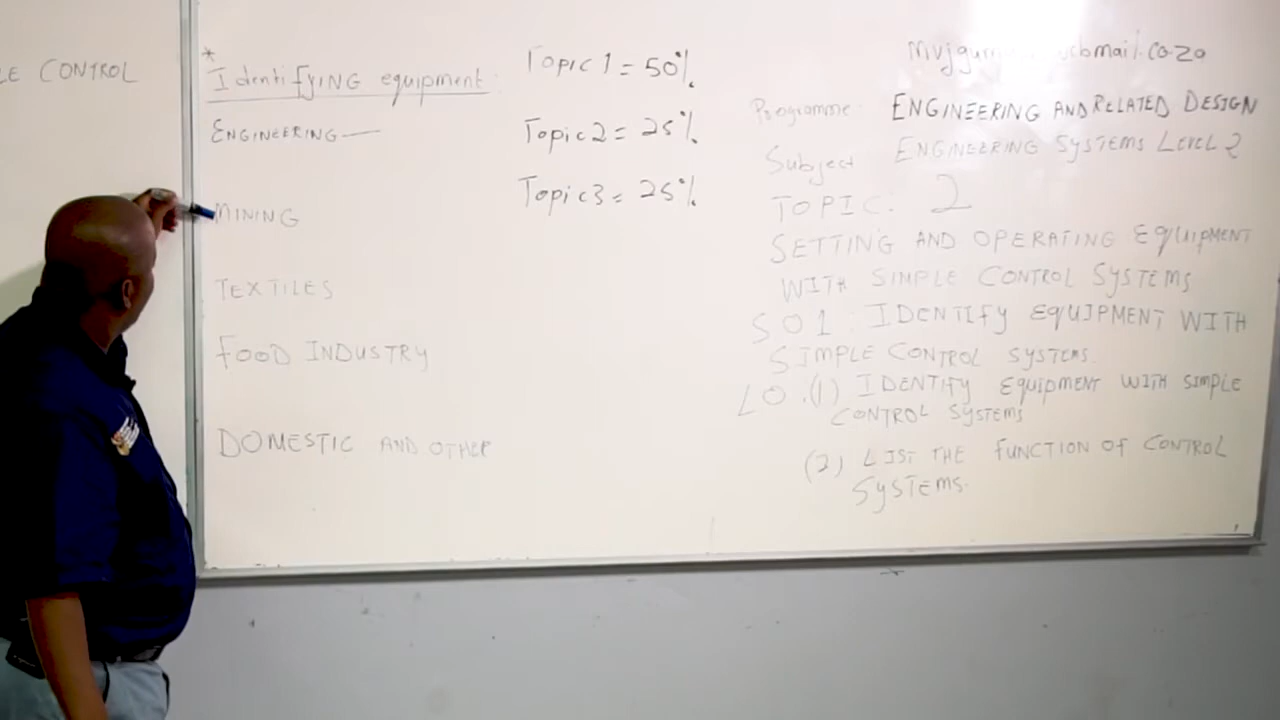 LE CONTROL
*
Identifying equipment:
ENGINEERING —
MINING
TEXTILES
FOOD INDUSTRY
DOMESTIC AND OTHER
Topic 1 = 50%
Topic 2 = 25%
Topic 3 = 25%
Programme: ENGINEERING AND RELATED DESIGN
Subject ENGINEERING SYSTEMS LEVEL 2
TOPIC: 2
SETTING AND OPERATING EQUIPMENT
WITH SIMPLE CONTROL SYSTEMS
SO1: IDENTIFY EQUIPMENT WITH
SIMPLE CONTROL SYSTEMS.
LO.(1) IDENTIFY EQUIPMENT WITH SIMPLE
CONTROL SYSTEMS
(2) LIST THE FUNCTION OF CONTROL
SYSTEMS.